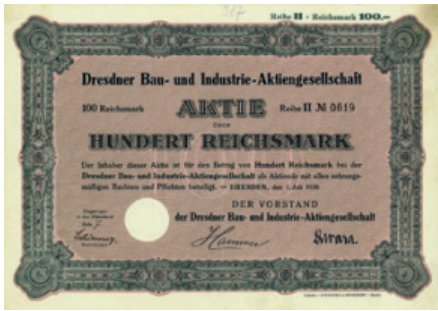 Reihe II - Reichsmark 100,—
Dresdner Bau- und Industrie-Aktiengesellschaft
100 Reichsmark AKTIE Reihe II № 0619
ÜBER
HUNDERT REICHSMARK
Der Inhaber dieser Aktie ist für den Betrag von Hundert Reichsmark bei der
Dresdner Bau- und Industrie-Aktiengesellschaft als Aktionär mit allen satzungs-
mäßigen Rechten und Pflichten beteiligt. — DRESDEN, den 1. Juli
DER VORSTAND
der Dresdner Bau- und Industrie-Aktiengesellschaft